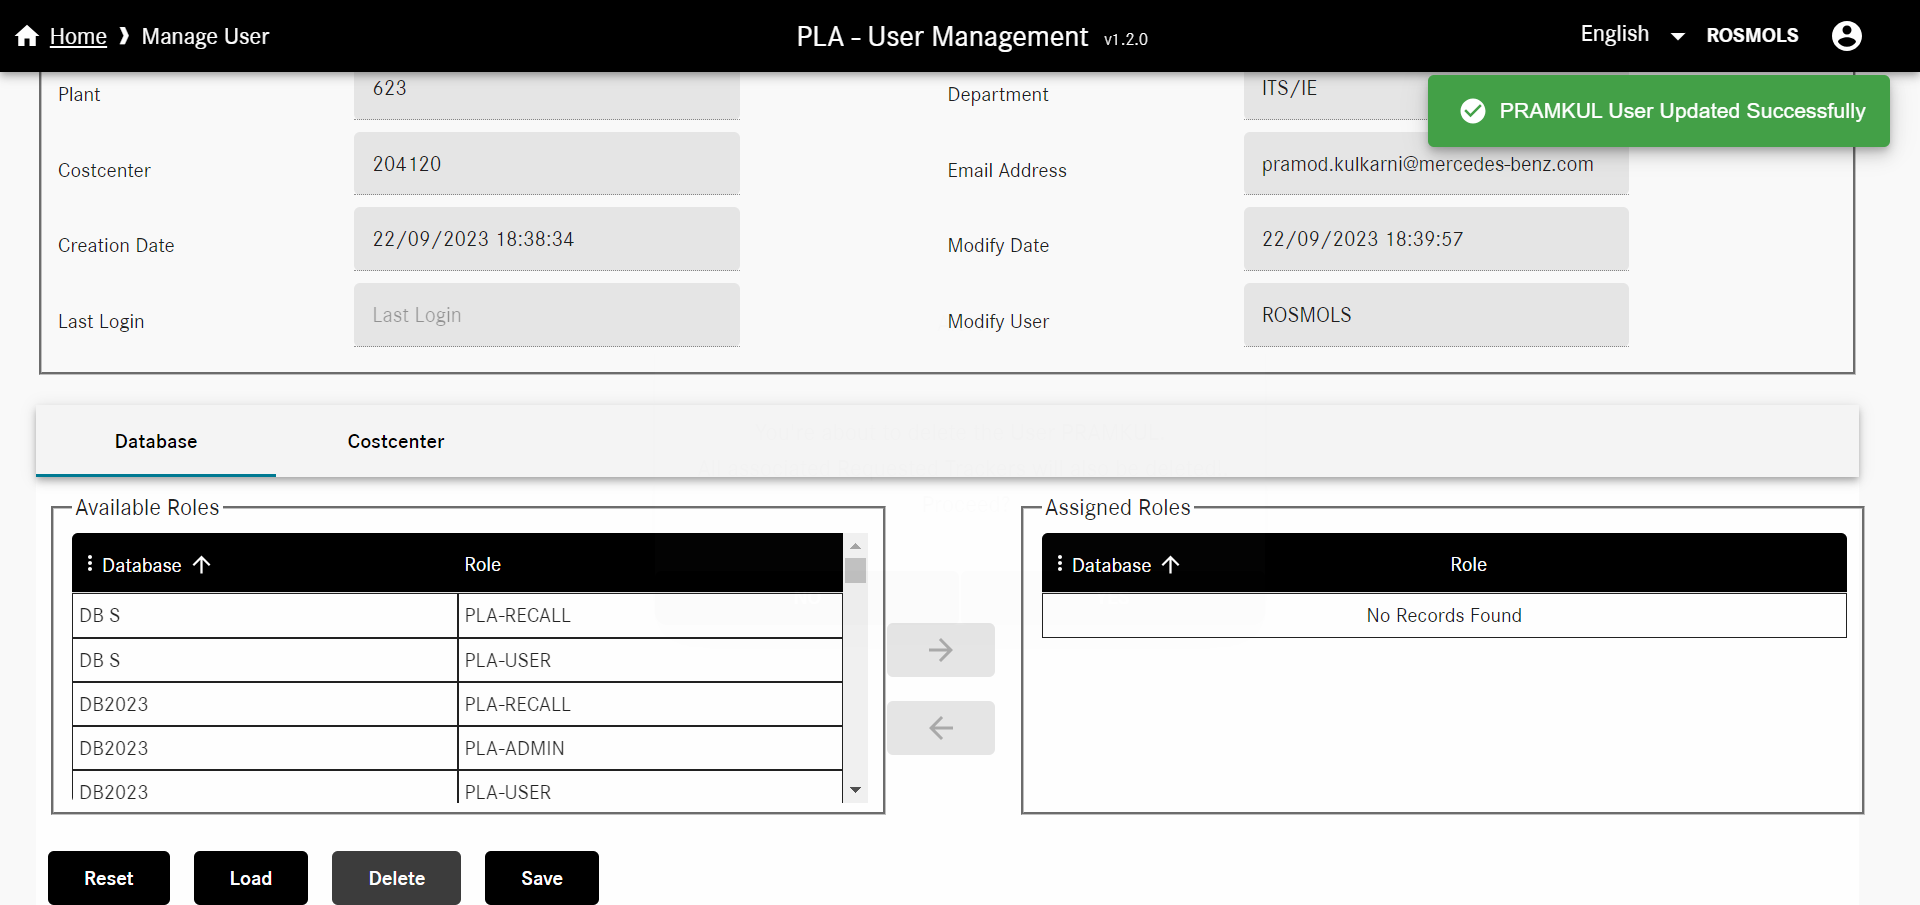 Home ❱ Manage User
PLA - User Management v1.2.0
English
ROSMOLS
PRAMKUL User Updated Successfully
Plant 623
Department ITS/IE
Costcenter 204120
Email Address pramod.kulkarni@mercedes-benz.com
Creation Date 22/09/2023 18:38:34
Modify Date 22/09/2023 18:39:57
Last Login Last Login
Modify User ROSMOLS
Database Costcenter
Available Roles
Database Role
DB S PLA-RECALL
DB S PLA-USER
DB2023 PLA-RECALL
DB2023 PLA-ADMIN
DB2023 PLA-USER
Assigned Roles
Database Role
No Records Found
Reset Load Delete Save